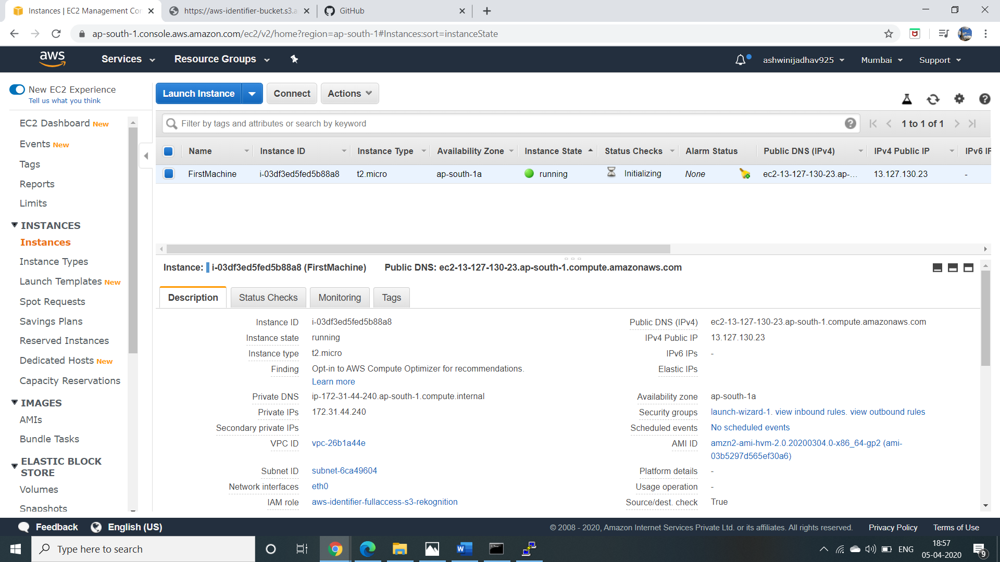 Instances | EC2 Management Con
https://aws-identifier-bucket.s3.a
GitHub
ap-south-1.console.aws.amazon.com/ec2/v2/home?region=ap-south-1#Instances:sort=instanceState
aws
Services
Resource Groups
ashwinijadhav925
Mumbai
Support
New EC2 Experience
Tell us what you think
EC2 Dashboard New
Events New
Tags
Reports
Limits
INSTANCES
Instances
Instance Types
Launch Templates New
Spot Requests
Savings Plans
Reserved Instances
Dedicated Hosts New
Capacity Reservations
IMAGES
AMIs
Bundle Tasks
ELASTIC BLOCK
STORE
Volumes
Snapshots
Launch Instance
Connect
Actions
Filter by tags and attributes or search by keyword
1 to 1 of 1
Name Instance ID Instance Type Availability Zone Instance State Status Checks Alarm Status Public DNS (IPv4) IPv4 Public IP IPv6 IP
FirstMachine i-03df3ed5fed5b88a8 t2.micro ap-south-1a running Initializing None ec2-13-127-130-23.ap-... 13.127.130.23 -
Instance: i-03df3ed5fed5b88a8 (FirstMachine) Public DNS: ec2-13-127-130-23.ap-south-1.compute.amazonaws.com
Description
Status Checks
Monitoring
Tags
Instance ID i-03df3ed5fed5b88a8
Instance state running
Instance type t2.micro
Finding Opt-in to AWS Compute Optimizer for recommendations.
Learn more
Private DNS ip-172-31-44-240.ap-south-1.compute.internal
Private IPs 172.31.44.240
Secondary private IPs
VPC ID vpc-26b1a44e
Subnet ID subnet-6ca49604
Network interfaces eth0
IAM role aws-identifier-fullaccess-s3-rekognition
Public DNS (IPv4) ec2-13-127-130-23.ap-south-1.compute.amazonaws.com
IPv4 Public IP 13.127.130.23
IPv6 IPs -
Elastic IPs
Availability zone ap-south-1a
Security groups launch-wizard-1. view inbound rules. view outbound rules
Scheduled events No scheduled events
AMI ID amzn2-ami-hvm-2.0.20200304.0-x86_64-gp2 (ami-
03b5297d565ef30a6)
Platform details -
Usage operation -
Source/dest. check True
Feedback
English (US)
© 2008 - 2020, Amazon Internet Services Private Ltd. or its affiliates. All rights reserved.
Privacy Policy
Terms of Use
Type here to search
ENG
18:57
05-04-2020
9